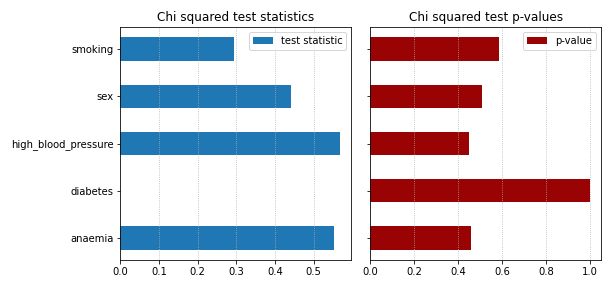 Chi squared test statistics
test statistic
smoking
sex
high_blood_pressure
diabetes
anaemia
0.0 0.1 0.2 0.3 0.4 0.5
Chi squared test p-values
p-value
0.0 0.2 0.4 0.6 0.8 1.0